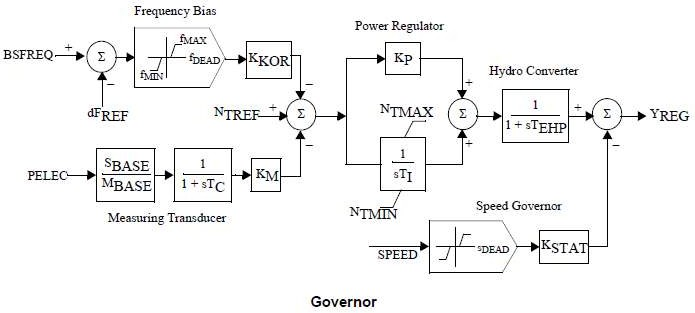 Frequency Bias
fMAX
fDEAD
fMIN
BSFREQ
+
Σ
−
dFREF
KKOR
−
NTREF
+
Σ
−
PELEC
SBASE
MBASE
1
1 + sTC
KM
Measuring Transducer
Power Regulator
KP
+
NTMAX
1
sTI
NTMIN
Σ
+
Hydro Converter
1
1 + sTEHP
+
Σ
−
YREG
Speed Governor
SPEED
sDEAD
KSTAT
Governor